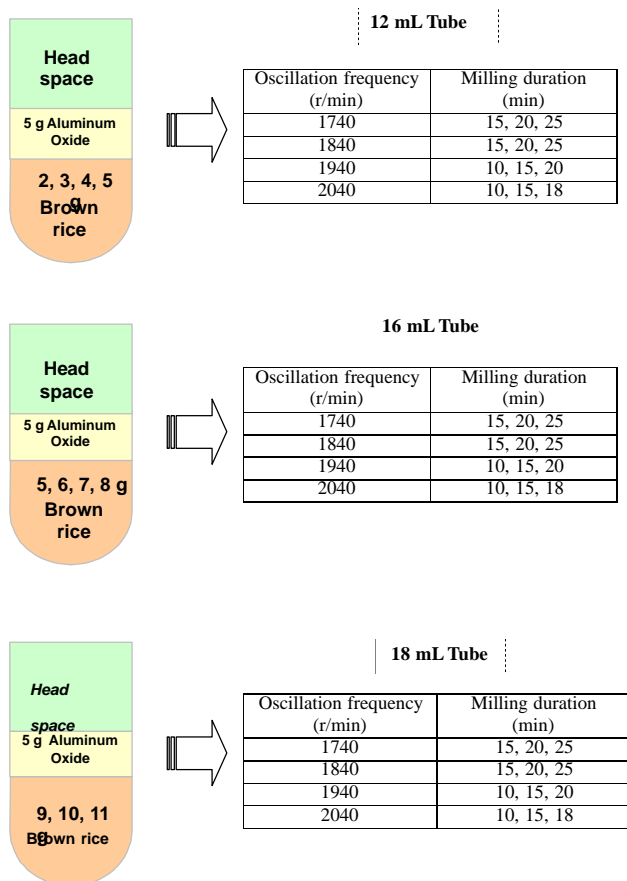 12 mL Tube
Head
space
5 g Aluminum
Oxide
2, 3, 4, 5
g
Brown
rice
Oscillation frequency
(r/min)
Milling duration
(min)
1740
15, 20, 25
1840
15, 20, 25
1940
10, 15, 20
2040
10, 15, 18
16 mL Tube
Head
space
5 g Aluminum
Oxide
5, 6, 7, 8 g
Brown
rice
Oscillation frequency
(r/min)
Milling duration
(min)
1740
15, 20, 25
1840
15, 20, 25
1940
10, 15, 20
2040
10, 15, 18
18 mL Tube
Head
space
5 g Aluminum
Oxide
9, 10, 11
g
Brown rice
Oscillation frequency
(r/min)
Milling duration
(min)
1740
15, 20, 25
1840
15, 20, 25
1940
10, 15, 20
2040
10, 15, 18